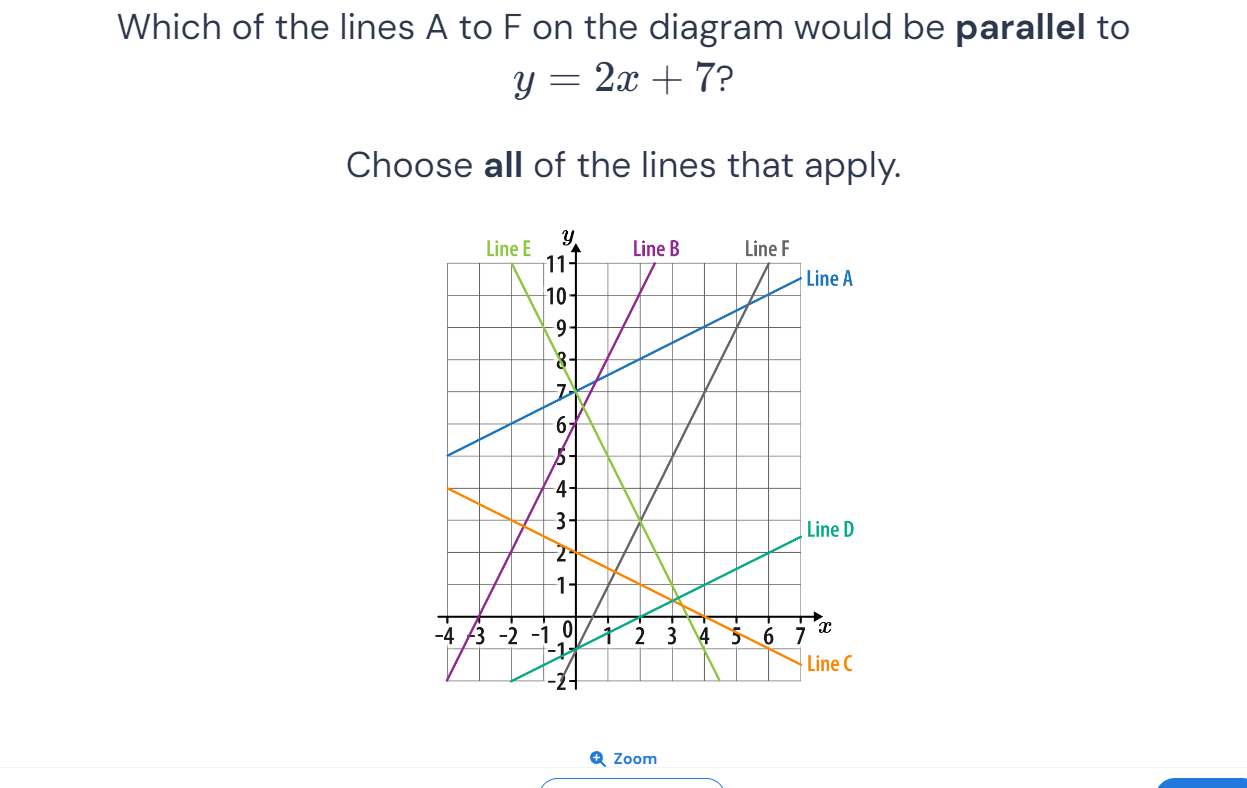 Which of the lines A to F on the diagram would be parallel to
y = 2x + 7?
Choose all of the lines that apply.
y
Line E
Line B
Line F
Line A
11
10
9
8
7
6
5
4
3
2
1
Line D
-4 -3 -2 -1 0 1 2 3 4 5 6 7 x
-1
Line C
-2
Zoom